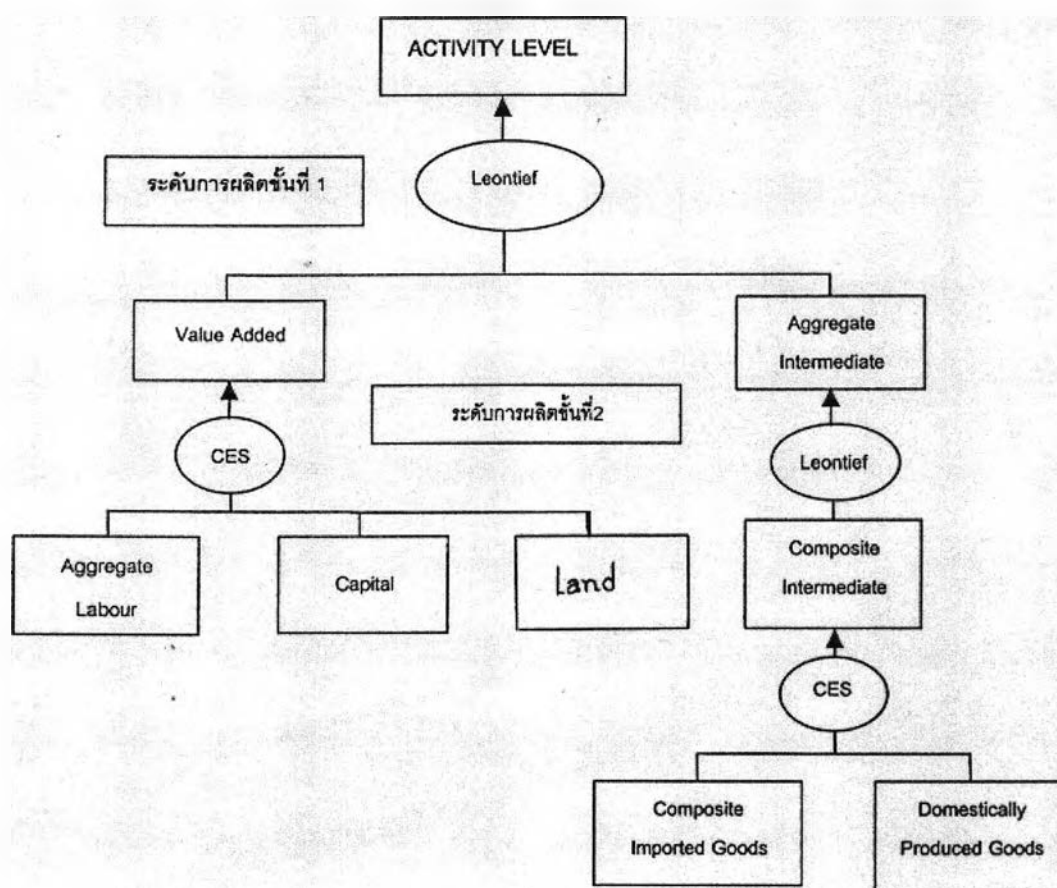 ACTIVITY LEVEL
ระดับการผลิตชั้นที่ 1
Leontief
Value Added
Aggregate
Intermediate
ระดับการผลิตชั้นที่2
CES
Leontief
Aggregate
Labour
Capital
Land
Composite
Intermediate
CES
Composite
Imported Goods
Domestically
Produced Goods